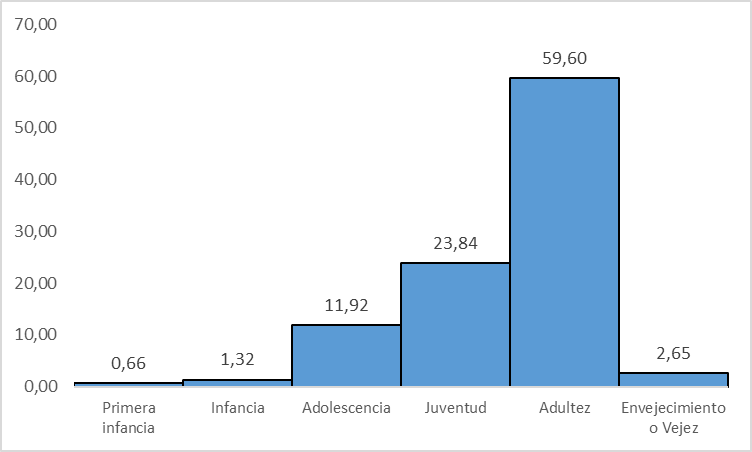 70,00
60,00
50,00
40,00
30,00
20,00
10,00
0,00
0,66
1,32
11,92
23,84
59,60
2,65
Primera
infancia
Infancia
Adolescencia
Juventud
Adultez
Envejecimiento
o Vejez